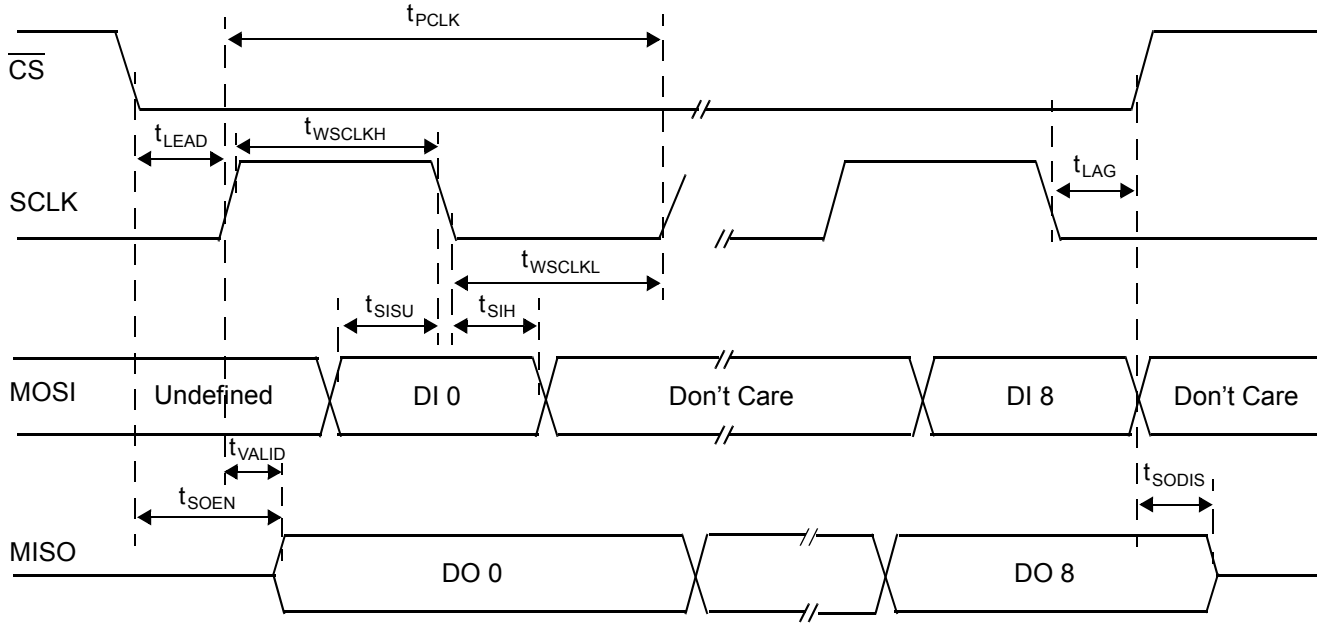 tPCLK
CS
tLEAD
tWSCLKH
tLAG
SCLK
tWSCLKL
tSISU
tSIH
MOSI
Undefined
DI 0
Don't Care
DI 8
Don't Care
tVALID
tSODIS
tSOEN
MISO
DO 0
DO 8